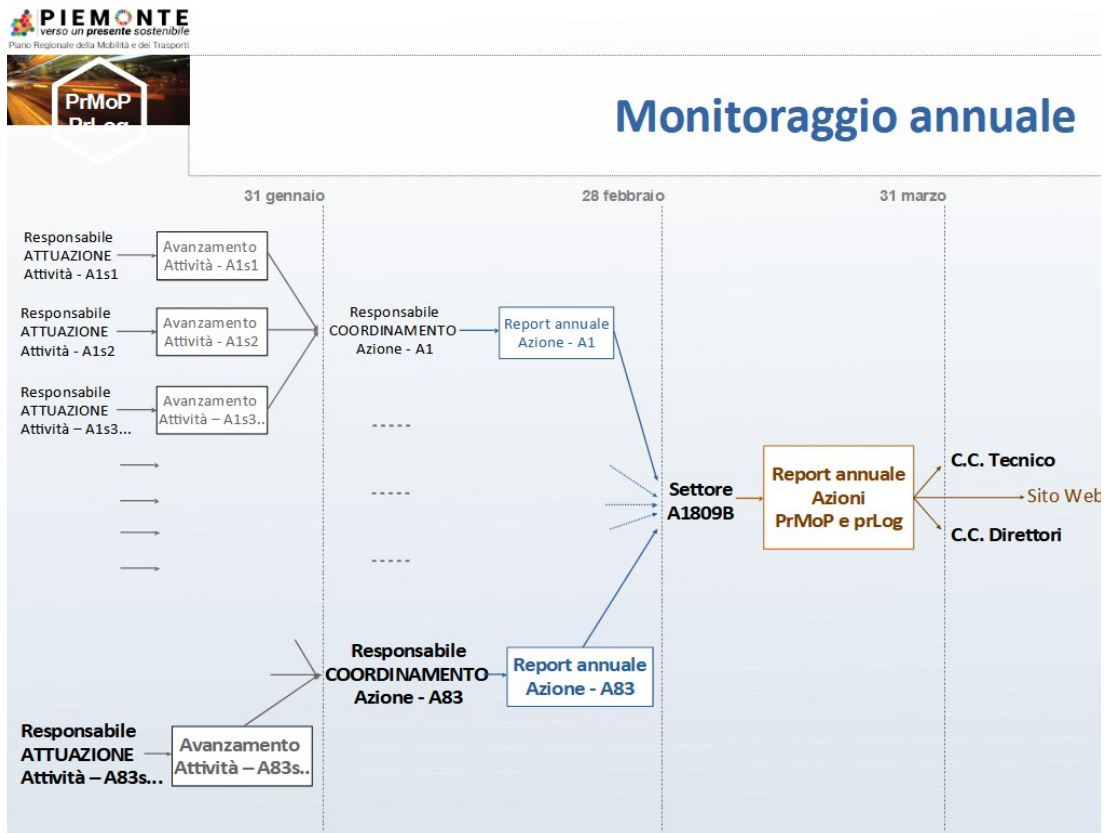 PIEMONTE
verso un presente sostenibile
Piano Regionale della Mobilità e dei Trasporti
PrMoP
PrLog
Monitoraggio annuale
31 gennaio
28 febbraio
31 marzo
Responsabile
ATTUAZIONE
Attività - A1s1
Avanzamento
Attività - A1s1
Responsabile
ATTUAZIONE
Attività - A1s2
Avanzamento
Attività - A1s2
Responsabile
ATTUAZIONE
Attività – A1s3...
Avanzamento
Attività – A1s3..
Responsabile
COORDINAMENTO
Azione - A1
Report annuale
Azione - A1
-----
-----
-----
Settore
A1809B
Report annuale
Azioni
PrMoP e prLog
C.C. Tecnico
Sito Web
C.C. Direttori
Responsabile
COORDINAMENTO
Azione - A83
Report annuale
Azione - A83
Responsabile
ATTUAZIONE
Attività – A83s...
Avanzamento
Attività – A83s..